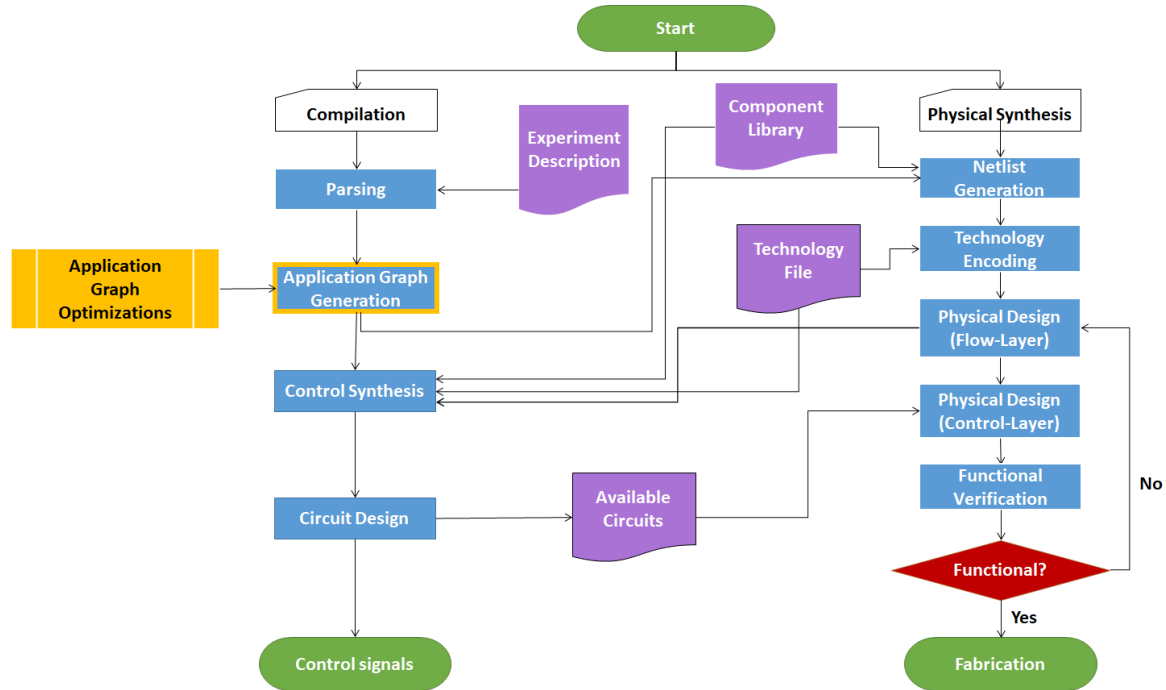 Start
Compilation
Component
Library
Physical Synthesis
Experiment
Description
Parsing
Netlist
Generation
Application
Graph
Optimizations
Application Graph
Generation
Technology
File
Technology
Encoding
Physical Design
(Flow-Layer)
Control Synthesis
Physical Design
(Control-Layer)
Circuit Design
Available
Circuits
Functional
Verification
No
Functional?
Yes
Control signals
Fabrication